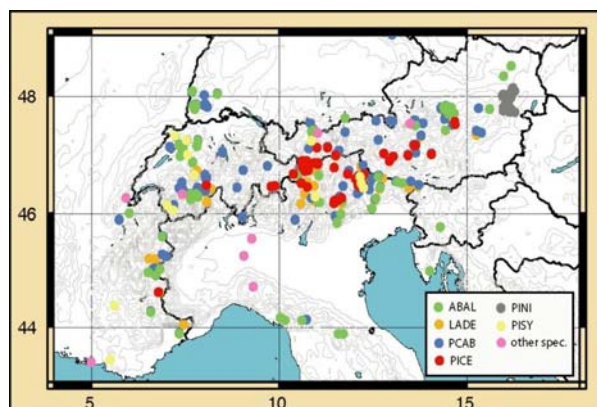 48
46
44
5
10
15
ABAL
LADE
PCAB
PICE
PINI
PISY
other spec.